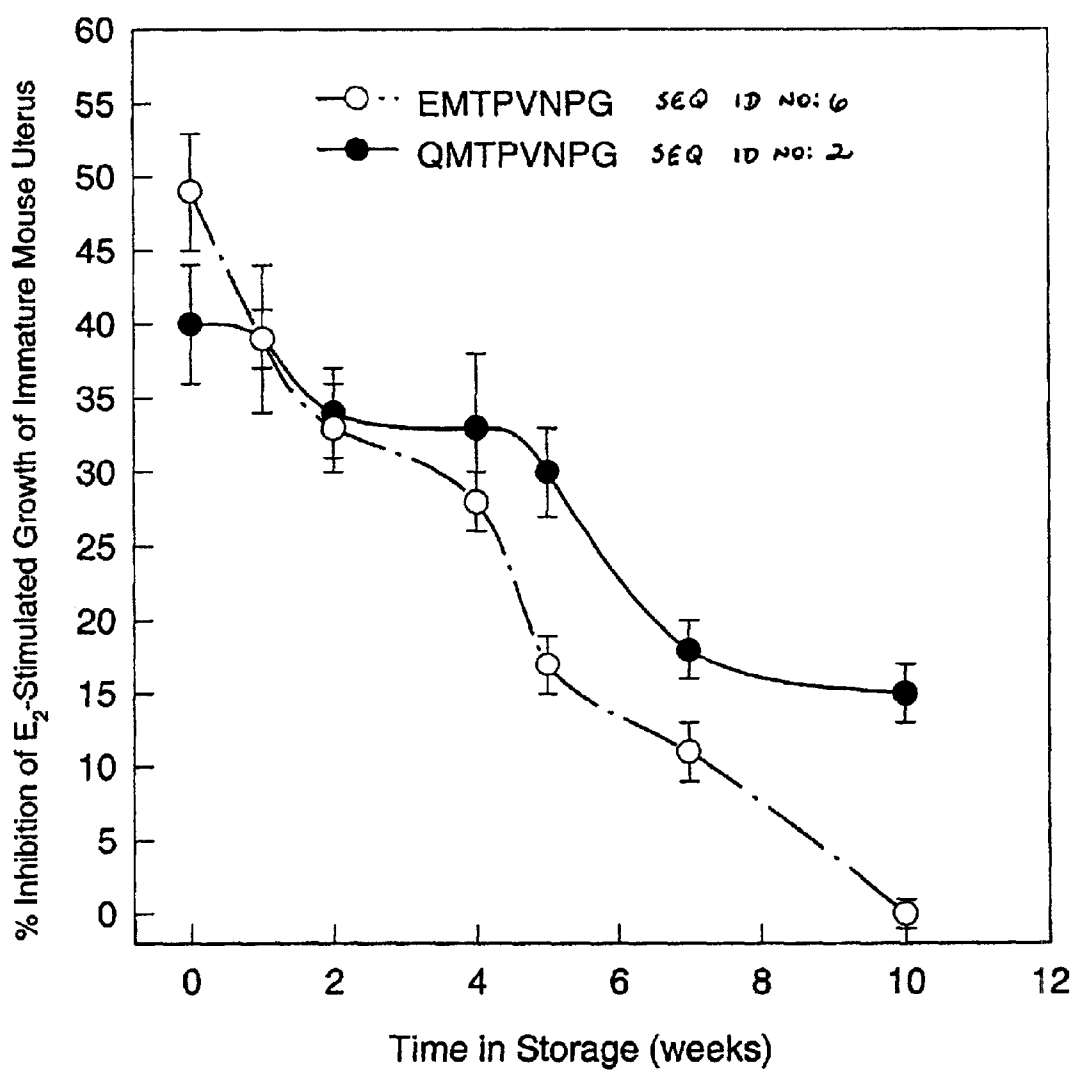 % Inhibition of E₂-Stimulated Growth of Immature Mouse Uterus
60
55
50
45
40
35
30
25
20
15
10
5
0
EMTPVNPG SEQ ID NO: 6
QMTPVNPG SEQ ID NO: 2
0 2 4 6 8 10 12
Time in Storage (weeks)